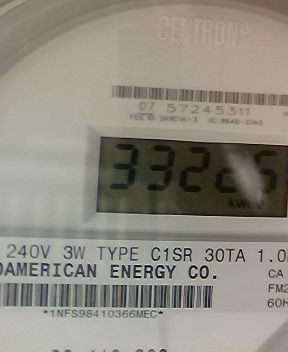 CENTRON®
07 57245311
33225
kWh
240V 3W TYPE C1SR 30TA 1.0
DAMERICAN ENERGY CO.
CA
FM2
60H
*1NFS98410366MEC*